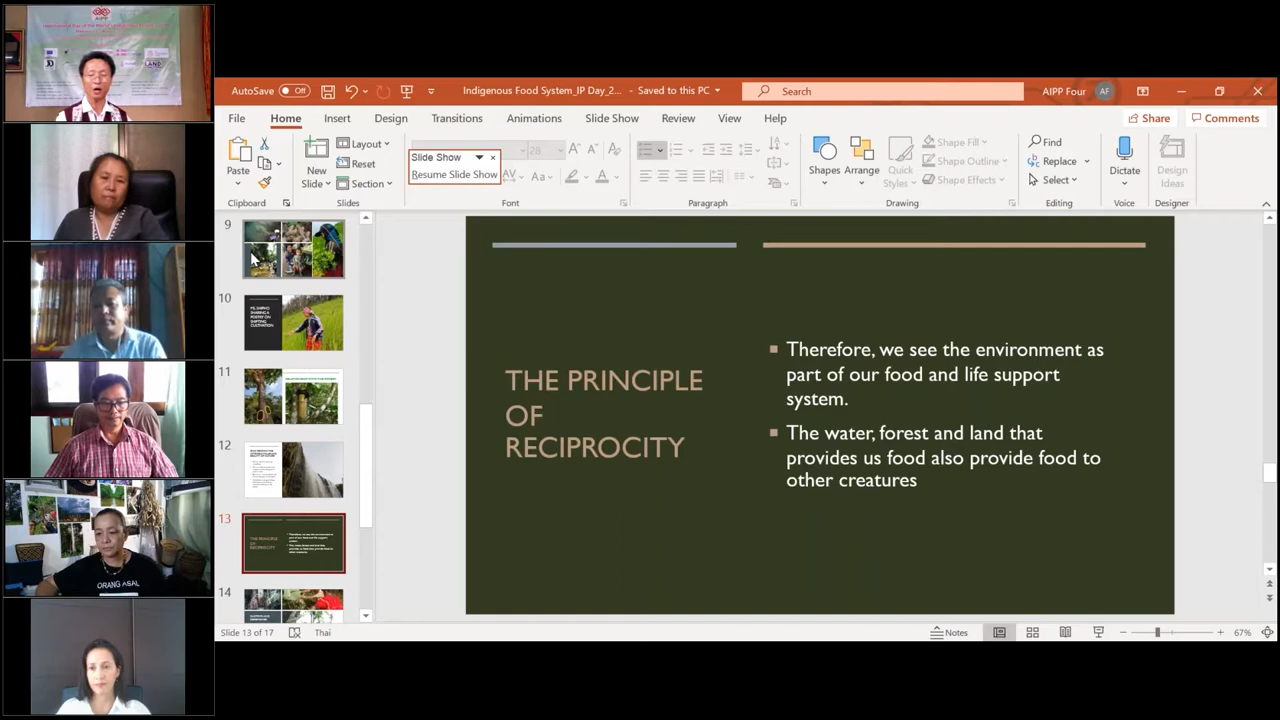 AIPP
LAND
ORANG ASAL
AutoSave Off
Indigenous Food System_IP Day_2... - Saved to this PC
Search
AIPP Four AF
File Home Insert Design Transitions Animations Slide Show Review View Help
Share Comments
Paste
Clipboard
New
Slide
Layout
Reset
Section
Slides
Slide Show
Resume Slide Show
28
Aa
Font
Paragraph
Shapes
Arrange
Quick
Styles
Shape Fill
Shape Outline
Shape Effects
Drawing
Find
Replace
Select
Editing
Dictate
Voice
Design
Ideas
Designer
9
10
11
12
13
14
THE PRINCIPLE
OF
RECIPROCITY
Therefore, we see the environment as
part of our food and life support
system.
The water, forest and land that
provides us food also provide food to
other creatures
Slide 13 of 17
Thai
Notes
67%